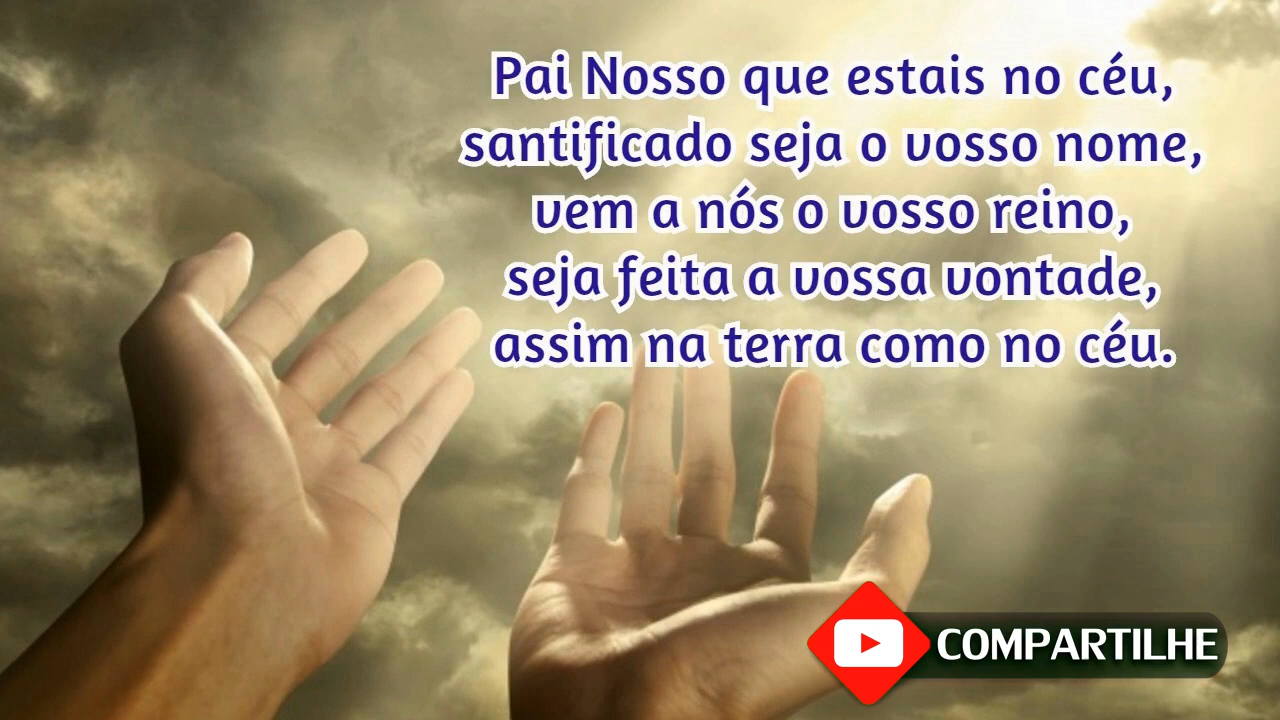 Pai Nosso que estais no céu,
santificado seja o vosso nome,
vem a nós o vosso reino,
seja feita a vossa vontade,
assim na terra como no céu.
COMPARTILHE